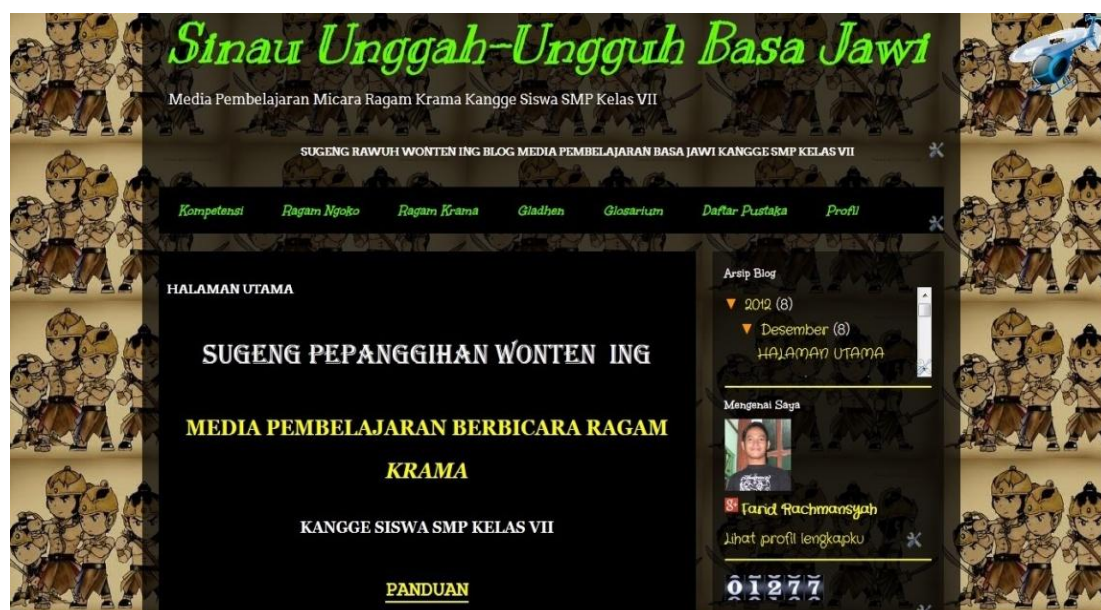 Sinau Unggah-Ungguh Basa Jawi
Media Pembelajaran Micara Ragam Krama Kangge Siswa SMP Kelas VII
SUGENG RAWUH WONTEN ING BLOG MEDIA PEMBELAJARAN BASA JAWI KANGGE SMP KELAS VII
Kompetensi Ragam Ngoko Ragam Krama Gladhen Glosarium Daftar Pustaka Profil
HALAMAN UTAMA
SUGENG PEPANGGIHAN WONTEN ING
MEDIA PEMBELAJARAN BERBICARA RAGAM
KRAMA
KANGGE SISWA SMP KELAS VII
PANDUAN
Arsip Blog
▼ 2012 (8)
▼ Desember (8)
HALAMAN UTAMA
Mengenai Saya
Farid Rachmansyah
Lihat profil lengkapku
01277